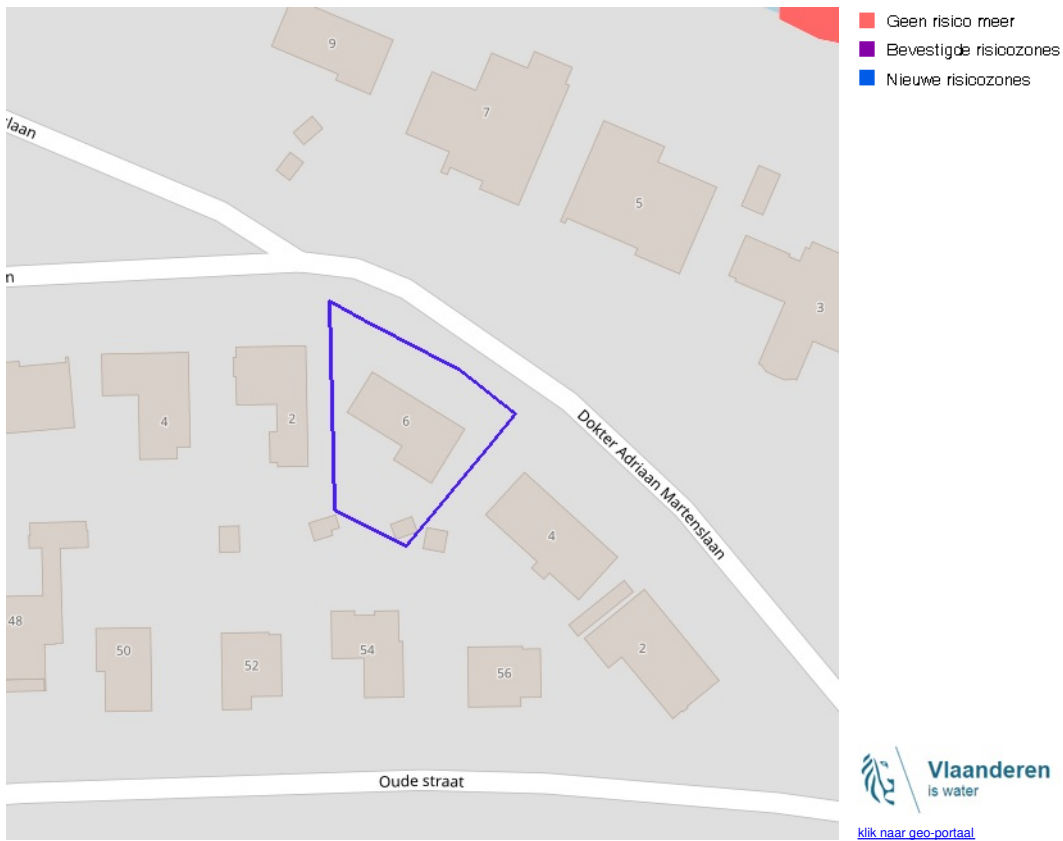 9
7
5
3
rlaan
n
4
2
6
Dokter Adriaan Martenslaan
4
2
48
50
52
54
56
Oude straat
Geen risico meer
Bevestigde risicozones
Nieuwe risicozones
Vlaanderen
is water
klik naar geo-portaal